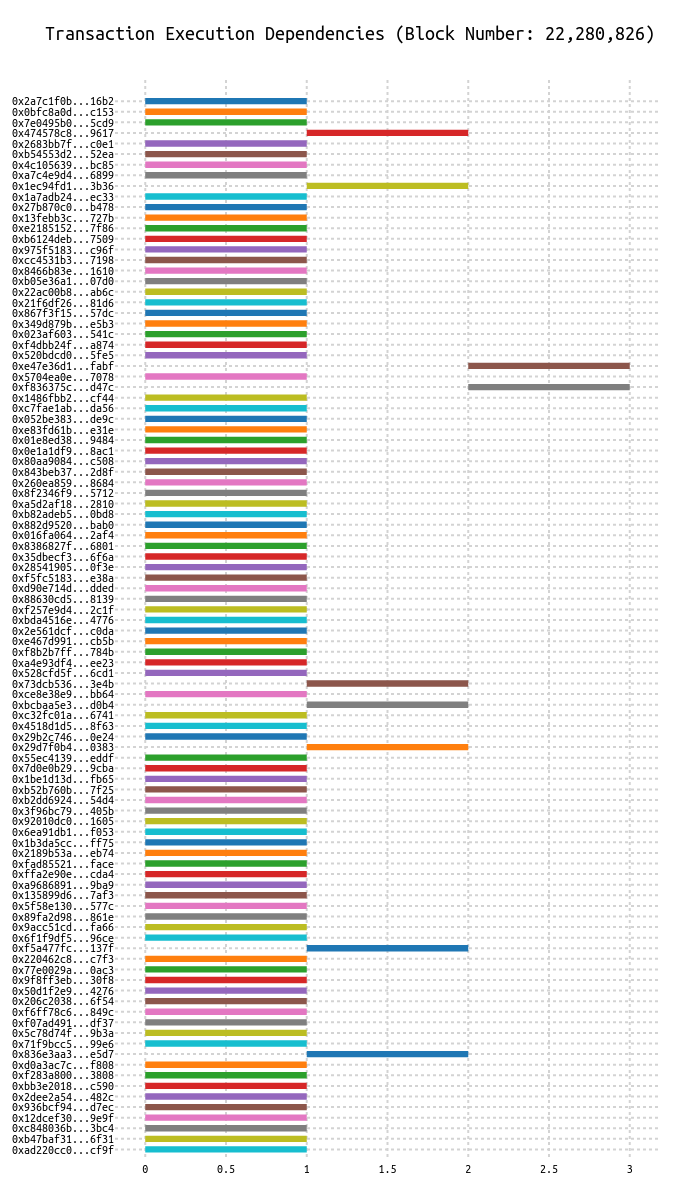 Transaction Execution Dependencies (Block Number: 22,280,826)
0x2a7c1f0b...16b2
0x0bfc8a0d...c153
0x7e0495b0...5cd9
0x474578c8...9617
0x2683bb7f...c0e1
0xb54553d2...52ea
0x4c105639...bc85
0xa7c4e9d4...6899
0x1ec94fd1...3b36
0x1a7adb24...ec33
0x27b870c0...b478
0x13febb3c...727b
0xe2185152...7f86
0xb6124deb...7509
0x975f5183...c96f
0xcc4531b3...7198
0x8466b83e...1610
0xb05e36a1...07d0
0x22ac00b8...ab6c
0x21f6df26...81d6
0x867f3f15...57dc
0x349d879b...e5b3
0x023af603...541c
0xf4dbb24f...a874
0x520bdcd0...5fe5
0xe47e36d1...fabf
0x5704ea0e...7078
0xf836375c...d47c
0x1486fbb2...cf44
0xc7fae1ab...da56
0x052be383...de9c
0xe83fd61b...e31e
0x01e8ed38...9484
0x0e1a1df9...8ac1
0x80aa9084...c508
0x843beb37...2d8f
0x260ea859...8684
0x8f2346f9...5712
0xa5d2af18...2810
0xb82adeb5...0bd8
0x882d9520...bab0
0x016fa064...2af4
0x8386827f...6801
0x35dbecf3...6f6a
0x28541905...0f3e
0xf5fc5183...e38a
0xd90e714d...dded
0x88630cd5...8139
0xf257e9d4...2c1f
0xbda4516e...4776
0x2e561dcf...c0da
0xe467d991...cb5b
0xf8b2b7ff...784b
0xa4e93df4...ee23
0x528cfd5f...6cd1
0x73dcb536...3e4b
0xce8e38e9...bb64
0xbcbaa5e3...d0b4
0xc32fc01a...6741
0x4518d1d5...8f63
0x29b2c746...0e24
0x29d7f0b4...0383
0x55ec4139...eddf
0x7d0e0b29...9cba
0x1be1d13d...fb65
0xb52b760b...7f25
0xb2dd6924...54d4
0x3f96bc79...405b
0x92010dc0...1605
0x6ea91db1...f053
0x1b3da5cc...ff75
0x2189b53a...eb74
0xfad85521...face
0xffa2e90e...cda4
0xa9686891...9ba9
0x135899d6...7af3
0x5f58e130...577c
0x89fa2d98...861e
0x9acc51cd...fa66
0x6f1f9df5...96ce
0xf5a477fc...137f
0x220462c8...c7f3
0x77e0029a...0ac3
0x9f8ff3eb...30f8
0x50d1f2e9...4276
0x206c2038...6f54
0xf6ff78c6...849c
0xf07ad491...df37
0x5c78d74f...9b3a
0x71f9bcc5...99e6
0x836e3aa3...e5d7
0xd0a3ac7c...f808
0xf283a800...3808
0xbb3e2018...c590
0x2dee2a54...482c
0x936bcf94...d7ec
0x12dcef30...9e9f
0xc848036b...3bc4
0xb47baf31...6f31
0xad220cc0...cf9f
0 0.5 1 1.5 2 2.5 3